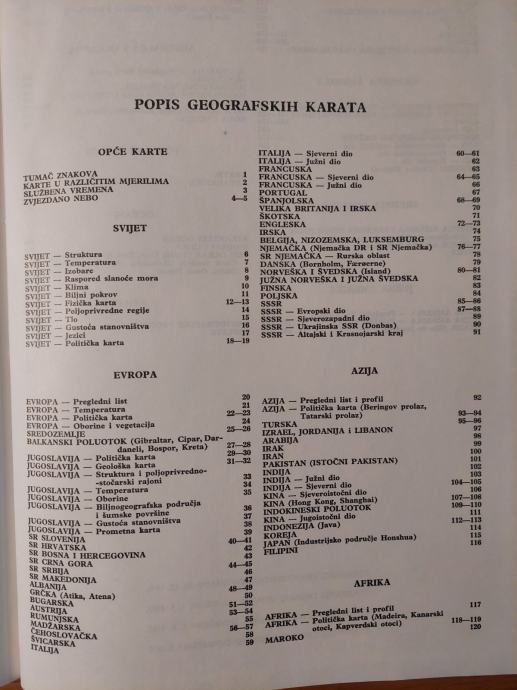 POPIS GEOGRAFSKIH KARATA
OPĆE KARTE
TUMAČ ZNAKOVA 1
KARTE U RAZLIČITIM MJERILIMA 2
SLUŽBENA VREMENA 3
ZVJEZDANO NEBO 4—5
SVIJET
SVIJET — Struktura 6
SVIJET — Temperatura 7
SVIJET — Izobare 8
SVIJET — Raspored slanoće mora 9
SVIJET — Klima 10
SVIJET — Biljni pokrov 11
SVIJET — Fizička karta 12—13
SVIJET — Poljoprivredne regije 14
SVIJET — Tlo 15
SVIJET — Gustoća stanovništva 16
SVIJET — Jezici 17
SVIJET — Politička karta 18—19
EVROPA
EVROPA — Pregledni list 20
EVROPA — Temperatura 21
EVROPA — Politička karta 22—23
EVROPA — Oborine i vegetacija 24
SREDOZEMLJE 25—26
BALKANSKI POLUOTOK (Gibraltar, Cipar, Dar-
daneli, Bospor, Kreta) 27—28
JUGOSLAVIJA — Politička karta 29—30
JUGOSLAVIJA — Geološka karta 31—32
JUGOSLAVIJA — Struktura i poljoprivredno-
-stočarski rajoni 33
JUGOSLAVIJA — Temperatura 34
JUGOSLAVIJA — Oborine 35
JUGOSLAVIJA — Biljnogeografska područja
i šumske površine 36
JUGOSLAVIJA — Gustoća stanovništva 37
JUGOSLAVIJA — Prometna karta 38
SR SLOVENIJA 39
SR HRVATSKA 40—41
SR BOSNA I HERCEGOVINA 42
SR CRNA GORA 43
SR SRBIJA 44—45
SR MAKEDONIJA 46
ALBANIJA 47
GRČKA (Atika, Atena) 48—49
BUGARSKA 50
AUSTRIJA 51—52
RUMUNJSKA 53—54
MADŽARSKA 55
ČEHOSLOVAČKA 56—57
ŠVICARSKA 58
ITALIJA 59
ITALIJA — Sjeverni dio 60—61
ITALIJA — Južni dio 62
FRANCUSKA 63
FRANCUSKA — Sjeverni dio 64—65
FRANCUSKA — Južni dio 66
PORTUGAL 67
ŠPANJOLSKA 68—69
VELIKA BRITANIJA I IRSKA 70
ŠKOTSKA 71
ENGLESKA 72—73
IRSKA 74
BELGIJA, NIZOZEMSKA, LUKSEMBURG 75
NJEMAČKA (Njemačka DR i SR Njemačka) 76—77
SR NJEMAČKA — Rurska oblast 78
DANSKA (Bornholm, Færøerne) 79
NORVEŠKA I ŠVEDSKA (Island) 80—81
JUŽNA NORVEŠKA I JUŽNA ŠVEDSKA 82
FINSKA 83
POLJSKA 84
SSSR 85—86
SSSR — Evropski dio 87—88
SSSR — Sjeverozapadni dio 89
SSSR — Ukrajinska SSR (Donbas) 90
SSSR — Altajski i Krasnojarski kraj 91
AZIJA
AZIJA — Pregledni list i profil 92
AZIJA — Politička karta (Beringov prolaz,
Tatarski prolaz) 93—94
TURSKA 95—96
IZRAEL, JORDANIJA i LIBANON 97
ARABIJA 98
IRAK 99
IRAN 100
PAKISTAN (ISTOČNI PAKISTAN) 101
INDIJA 102
INDIJA — Južni dio 103
INDIJA — Sjeverni dio 104—105
KINA — Sjeveroistočni dio 106
KINA (Hong Kong, Shanghai) 107—108
INDOKINESKI POLUOTOK 109—110
KINA — Jugoistočni dio 111
INDONEZIJA (Java) 112—113
KOREJA 114
JAPAN (Industrijsko područje Honshua) 115
FILIPINI 116
AFRIKA
AFRIKA — Pregledni list i profil 117
AFRIKA — Politička karta (Madeira, Kanarski
otoci, Kapverdski otoci) 118—119
MAROKO 120